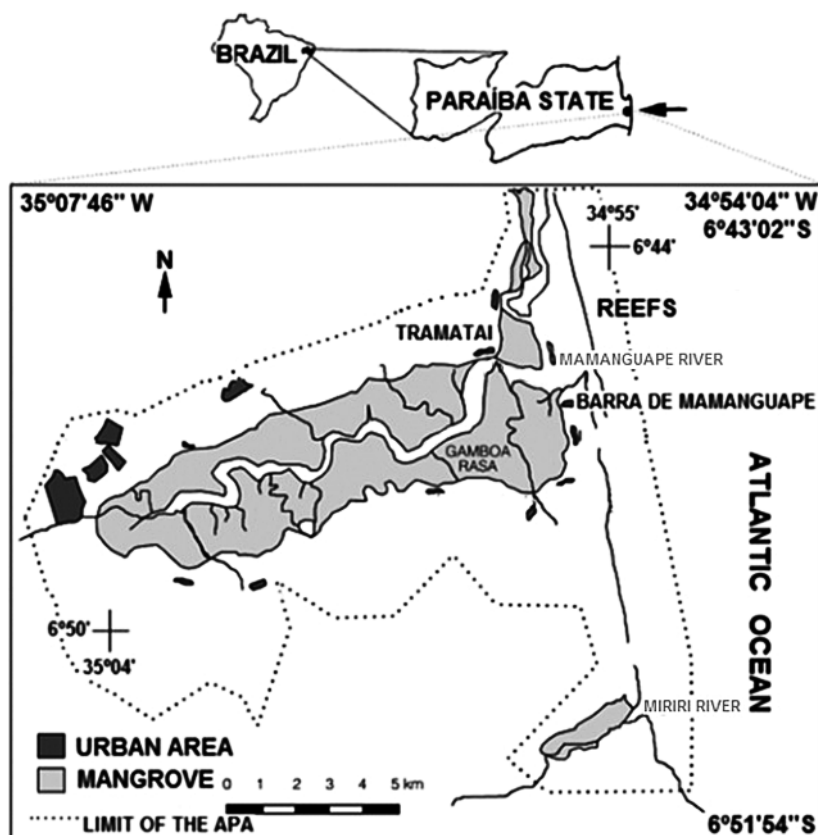 BRAZIL
PARAÍBA STATE
35º07'46" W
34º54'04" W
6º43'02"S
34º55'
6º44'
N
REEFS
TRAMATAI
MAMANGUAPE RIVER
BARRA DE MAMANGUAPE
GAMBOA
RASA
ATLANTIC OCEAN
6º50'
35º04'
MIRIRI RIVER
URBAN AREA
MANGROVE
0 1 2 3 4 5 km
LIMIT OF THE APA
6º51'54"S